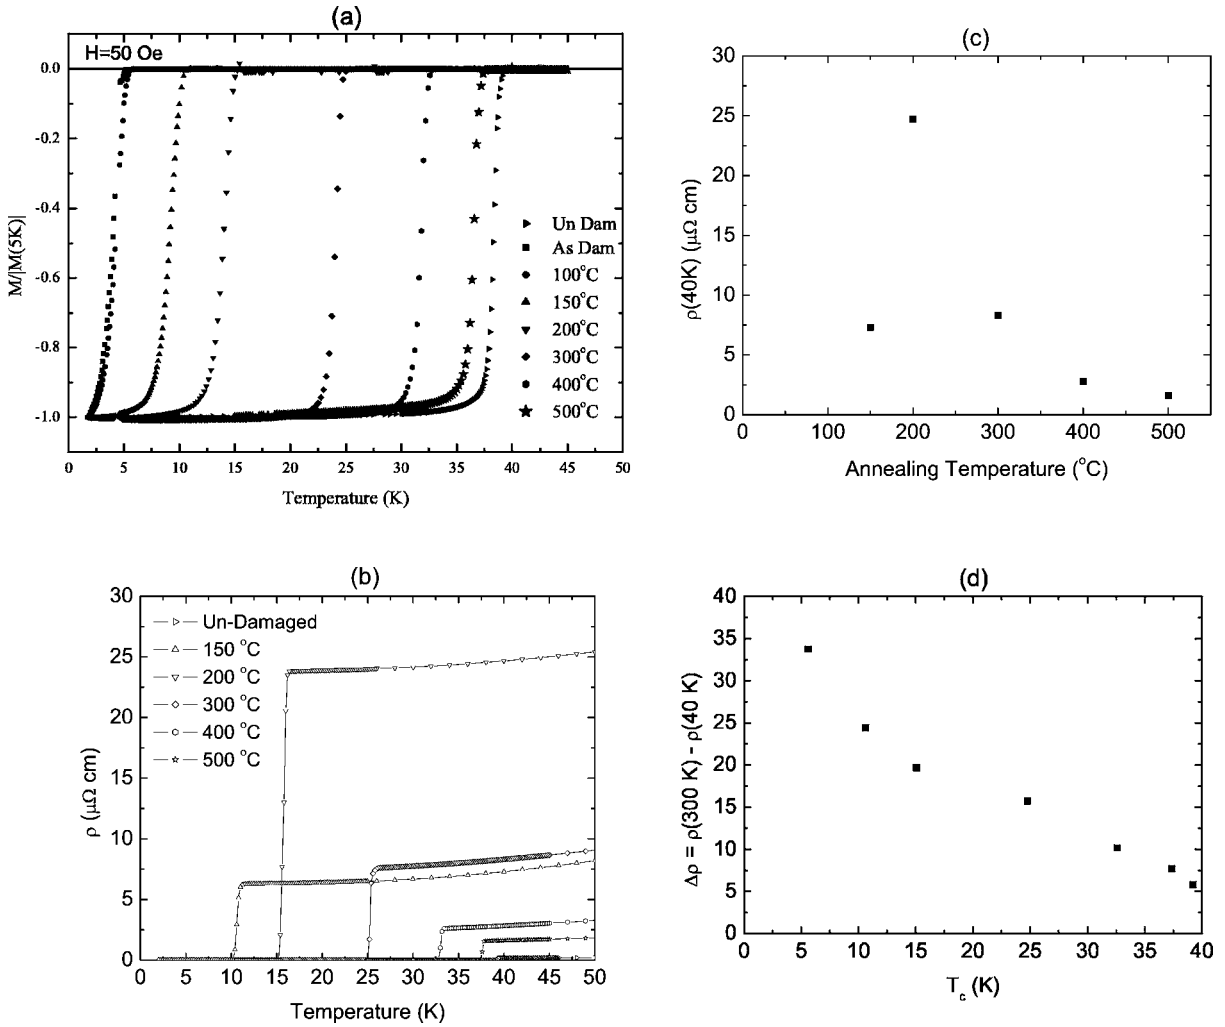 (a)
H=50 Oe
0.0
-0.2
-0.4
-0.6
-0.8
-1.0
M/|M(5K)|
Un Dam
As Dam
100°C
150°C
200°C
300°C
400°C
500°C
0 5 10 15 20 25 30 35 40 45 50
Temperature (K)
(c)
30
25
20
15
10
5
0
ρ(40K) (μΩ cm)
0 100 200 300 400 500
Annealing Temperature (°C)
(b)
30
25
20
15
10
5
0
ρ (μΩ cm)
Un-Damaged
150 °C
200 °C
300 °C
400 °C
500 °C
0 5 10 15 20 25 30 35 40 45 50
Temperature (K)
(d)
40
35
30
25
20
15
10
5
0
Δρ = ρ(300 K) - ρ(40 K)
0 5 10 15 20 25 30 35 40
Tc (K)